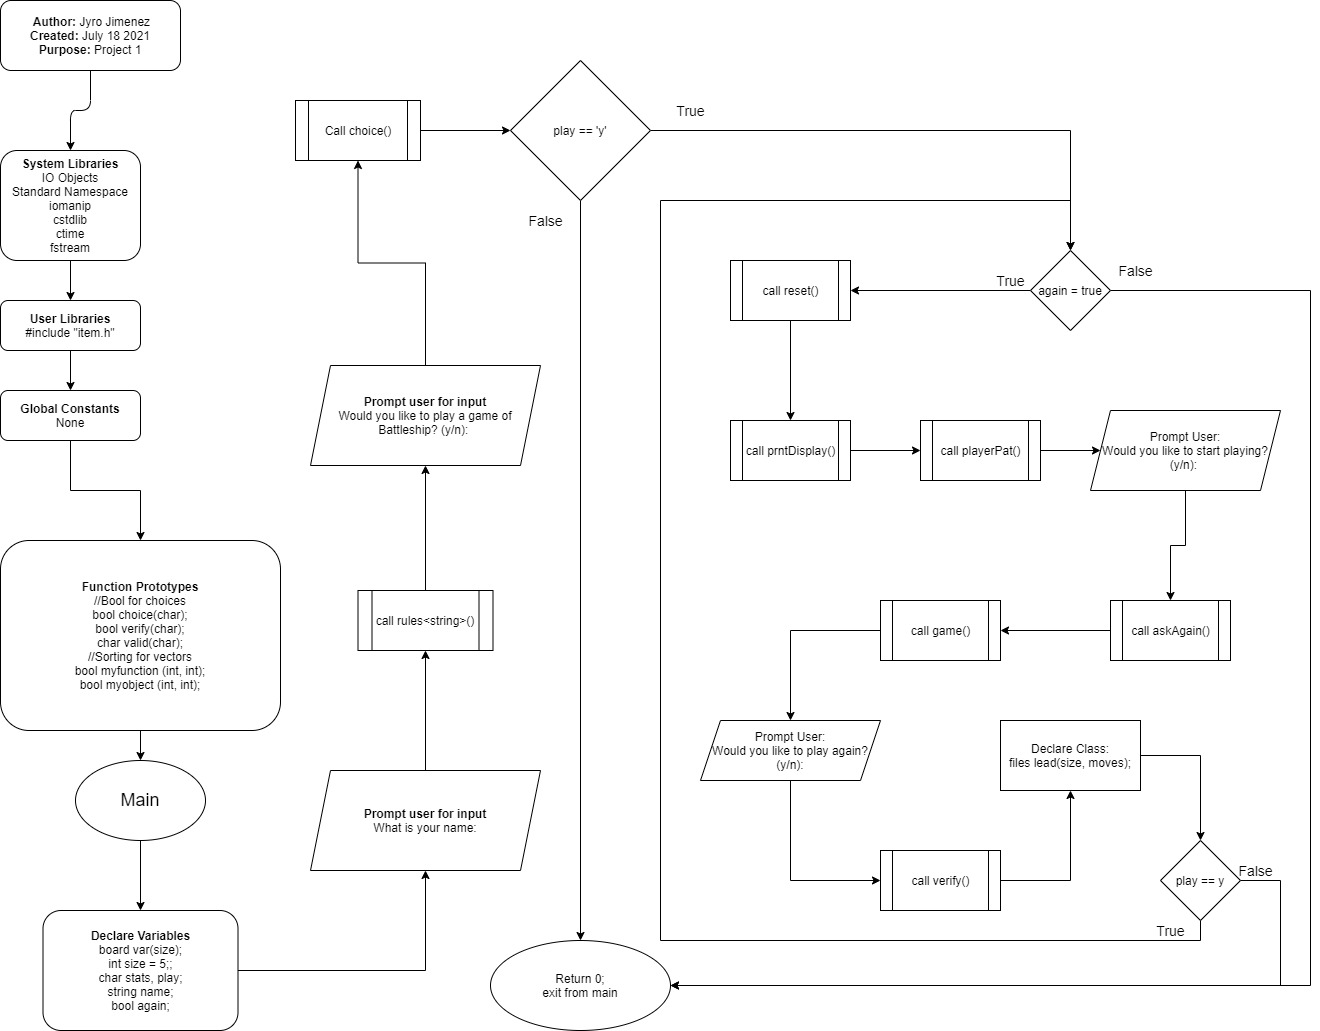 Author: Jyro Jimenez
Created: July 18 2021
Purpose: Project 1
System Libraries
IO Objects
Standard Namespace
iomanip
cstdlib
ctime
fstream
User Libraries
#include "item.h"
Global Constants
None
Function Prototypes
//Bool for choices
bool choice(char);
bool verify(char);
char valid(char);
//Sorting for vectors
bool myfunction (int, int);
bool myobject (int, int);
Main
Declare Variables
board var(size);
int size = 5;;
char stats, play;
string name;
bool again;
Prompt user for input
What is your name:
call rules<string>()
Prompt user for input
Would you like to play a game of
Battleship? (y/n):
Call choice()
play == 'y'
True
False
again = true
True
False
call reset()
call prntDisplay()
call playerPat()
Prompt User:
Would you like to start playing?
(y/n):
call askAgain()
call game()
Prompt User:
Would you like to play again?
(y/n):
call verify()
Declare Class:
files lead(size, moves);
play == y
False
True
Return 0;
exit from main